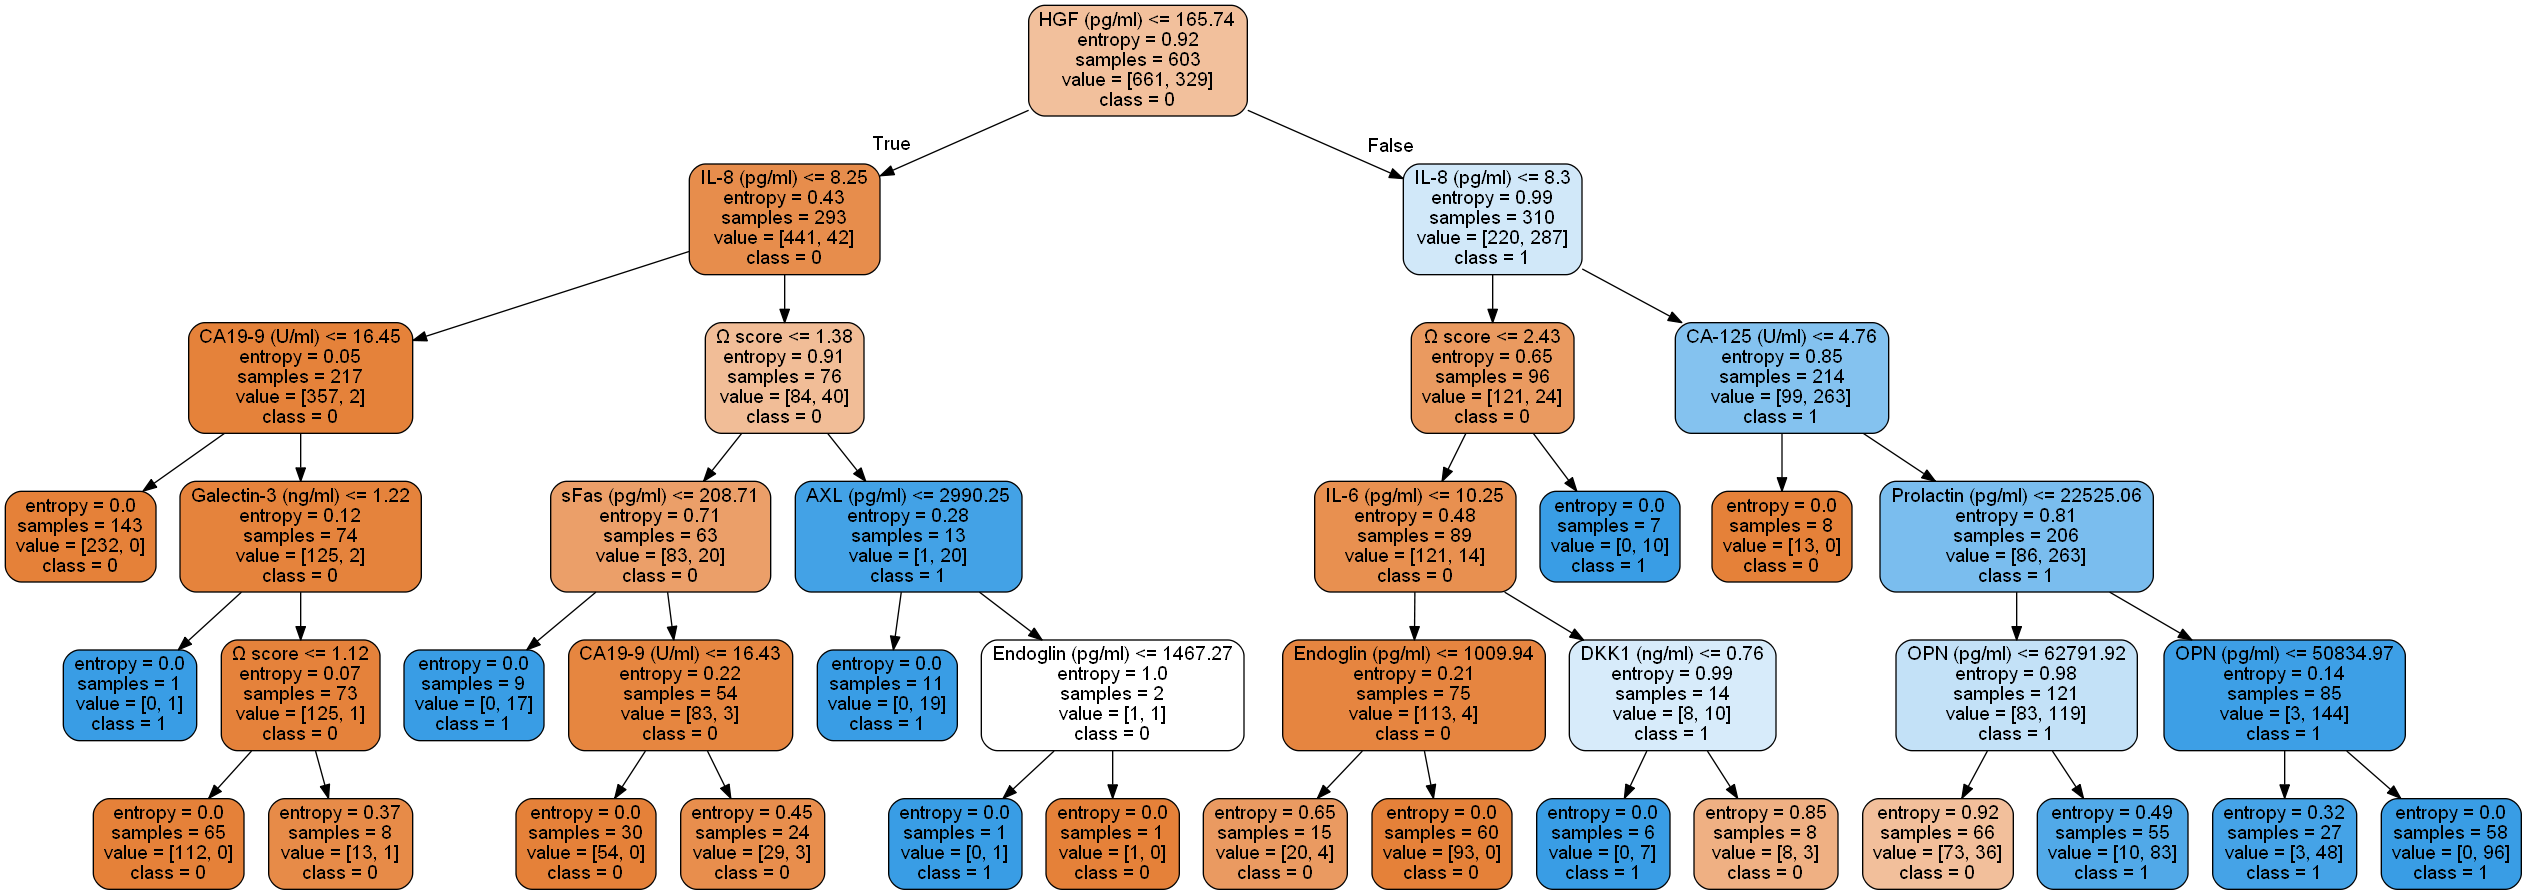 HGF (pg/ml) <= 165.74
entropy = 0.92
samples = 603
value = [661, 329]
class = 0
True
False
IL-8 (pg/ml) <= 8.25
entropy = 0.43
samples = 293
value = [441, 42]
class = 0
IL-8 (pg/ml) <= 8.3
entropy = 0.99
samples = 310
value = [220, 287]
class = 1
CA19-9 (U/ml) <= 16.45
entropy = 0.05
samples = 217
value = [357, 2]
class = 0
Ω score <= 1.38
entropy = 0.91
samples = 76
value = [84, 40]
class = 0
Ω score <= 2.43
entropy = 0.65
samples = 96
value = [121, 24]
class = 0
CA-125 (U/ml) <= 4.76
entropy = 0.85
samples = 214
value = [99, 263]
class = 1
entropy = 0.0
samples = 143
value = [232, 0]
class = 0
Galectin-3 (ng/ml) <= 1.22
entropy = 0.12
samples = 74
value = [125, 2]
class = 0
sFas (pg/ml) <= 208.71
entropy = 0.71
samples = 63
value = [83, 20]
class = 0
AXL (pg/ml) <= 2990.25
entropy = 0.28
samples = 13
value = [1, 20]
class = 1
IL-6 (pg/ml) <= 10.25
entropy = 0.48
samples = 89
value = [121, 14]
class = 0
entropy = 0.0
samples = 7
value = [0, 10]
class = 1
entropy = 0.0
samples = 8
value = [13, 0]
class = 0
Prolactin (pg/ml) <= 22525.06
entropy = 0.81
samples = 206
value = [86, 263]
class = 1
entropy = 0.0
samples = 1
value = [0, 1]
class = 1
Ω score <= 1.12
entropy = 0.07
samples = 73
value = [125, 1]
class = 0
entropy = 0.0
samples = 9
value = [0, 17]
class = 1
CA19-9 (U/ml) <= 16.43
entropy = 0.22
samples = 54
value = [83, 3]
class = 0
entropy = 0.0
samples = 11
value = [0, 19]
class = 1
Endoglin (pg/ml) <= 1467.27
entropy = 1.0
samples = 2
value = [1, 1]
class = 0
Endoglin (pg/ml) <= 1009.94
entropy = 0.21
samples = 75
value = [113, 4]
class = 0
DKK1 (ng/ml) <= 0.76
entropy = 0.99
samples = 14
value = [8, 10]
class = 1
OPN (pg/ml) <= 62791.92
entropy = 0.98
samples = 121
value = [83, 119]
class = 1
OPN (pg/ml) <= 50834.97
entropy = 0.14
samples = 85
value = [3, 144]
class = 1
entropy = 0.0
samples = 65
value = [112, 0]
class = 0
entropy = 0.37
samples = 8
value = [13, 1]
class = 0
entropy = 0.0
samples = 30
value = [54, 0]
class = 0
entropy = 0.45
samples = 24
value = [29, 3]
class = 0
entropy = 0.0
samples = 1
value = [0, 1]
class = 1
entropy = 0.0
samples = 1
value = [1, 0]
class = 0
entropy = 0.65
samples = 15
value = [20, 4]
class = 0
entropy = 0.0
samples = 60
value = [93, 0]
class = 0
entropy = 0.0
samples = 6
value = [0, 7]
class = 1
entropy = 0.85
samples = 8
value = [8, 3]
class = 0
entropy = 0.92
samples = 66
value = [73, 36]
class = 0
entropy = 0.49
samples = 55
value = [10, 83]
class = 1
entropy = 0.32
samples = 27
value = [3, 48]
class = 1
entropy = 0.0
samples = 58
value = [0, 96]
class = 1